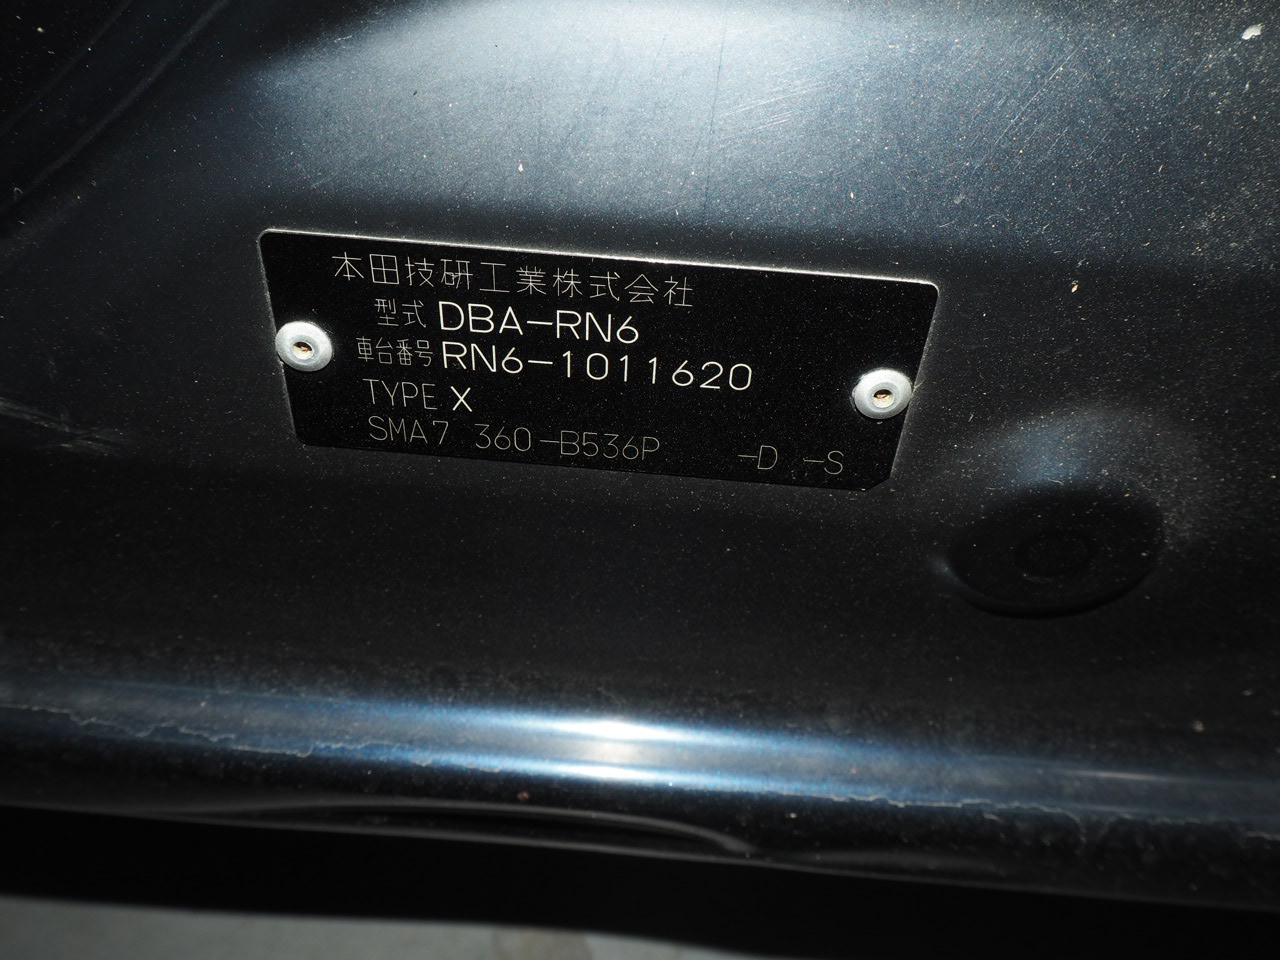 本田技研工業株式会社
型式 DBA-RN6
車台番号 RN6-1011620
TYPE X
SMA7 360-B536P -D -S